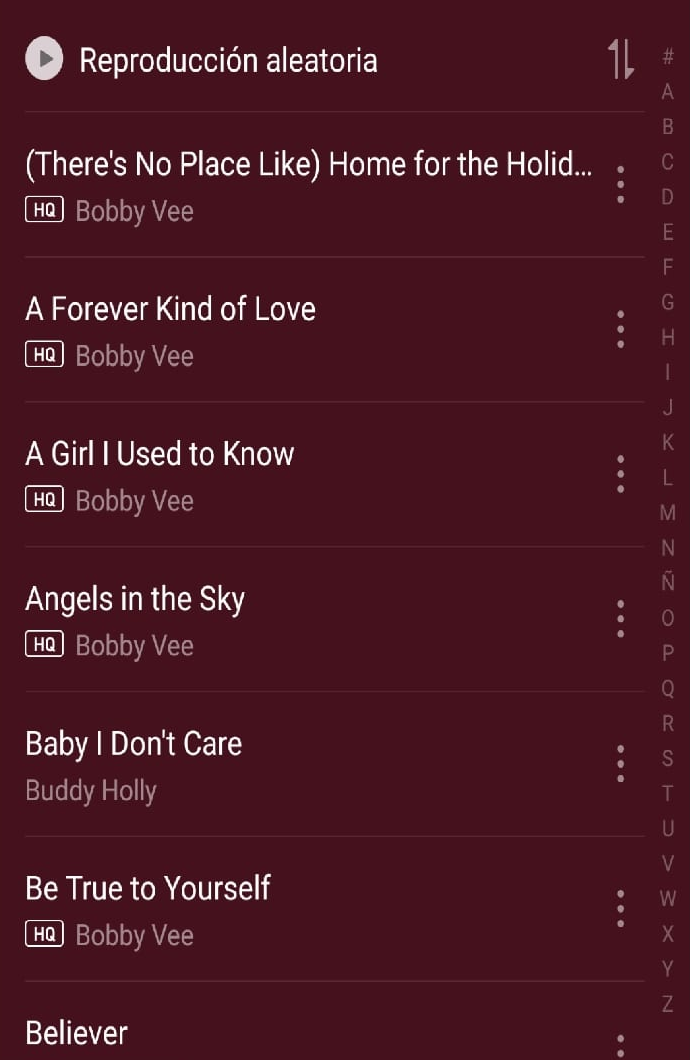 Reproducción aleatoria
(There's No Place Like) Home for the Holid...
HQ Bobby Vee
A Forever Kind of Love
HQ Bobby Vee
A Girl I Used to Know
HQ Bobby Vee
Angels in the Sky
HQ Bobby Vee
Baby I Don't Care
Buddy Holly
Be True to Yourself
HQ Bobby Vee
Believer
#
A
B
C
D
E
F
G
H
I
J
K
L
M
N
Ñ
O
P
Q
R
S
T
U
V
W
X
Y
Z